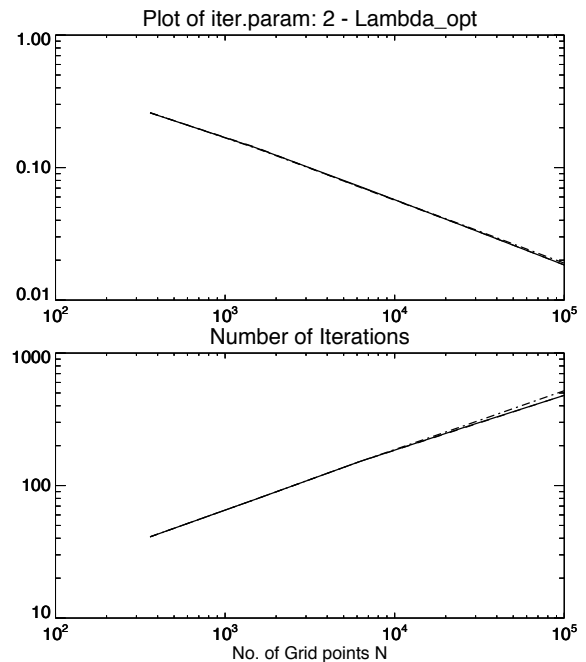 Plot of iter.param: 2 - Lambda_opt
1.00
0.10
0.01
10² 10³ 10⁴ 10⁵
Number of Iterations
1000
100
10
10² 10³ 10⁴ 10⁵
No. of Grid points N